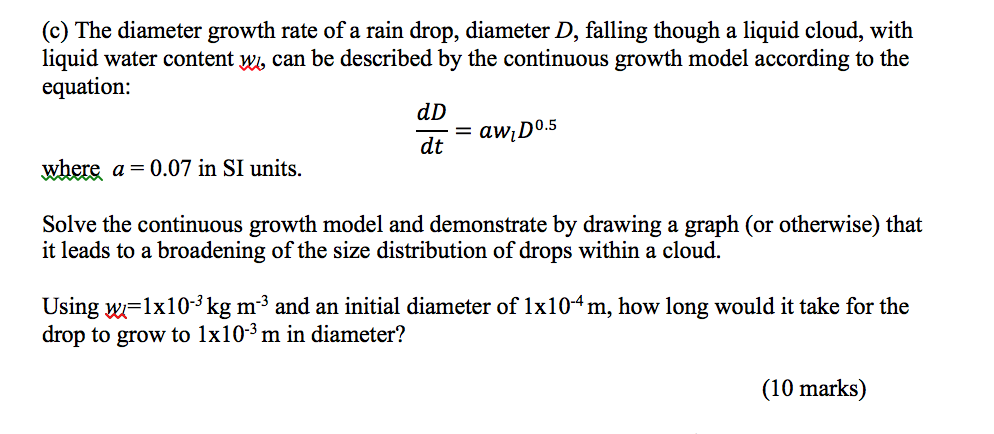 (c) The diameter growth rate of a rain drop, diameter D, falling though a liquid cloud, with
liquid water content wₗ, can be described by the continuous growth model according to the
equation:
dD/dt = awₗD⁰·⁵
where a = 0.07 in SI units.
Solve the continuous growth model and demonstrate by drawing a graph (or otherwise) that
it leads to a broadening of the size distribution of drops within a cloud.
Using wₗ=1x10⁻³ kg m⁻³ and an initial diameter of 1x10⁻⁴ m, how long would it take for the
drop to grow to 1x10⁻³ m in diameter?
(10 marks)